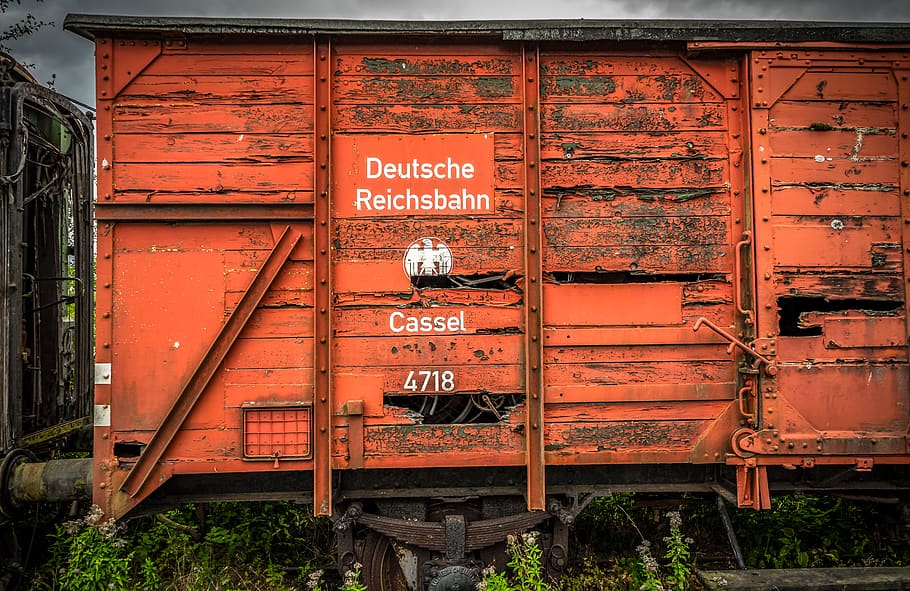 Deutsche
Reichsbahn
Cassel
4718